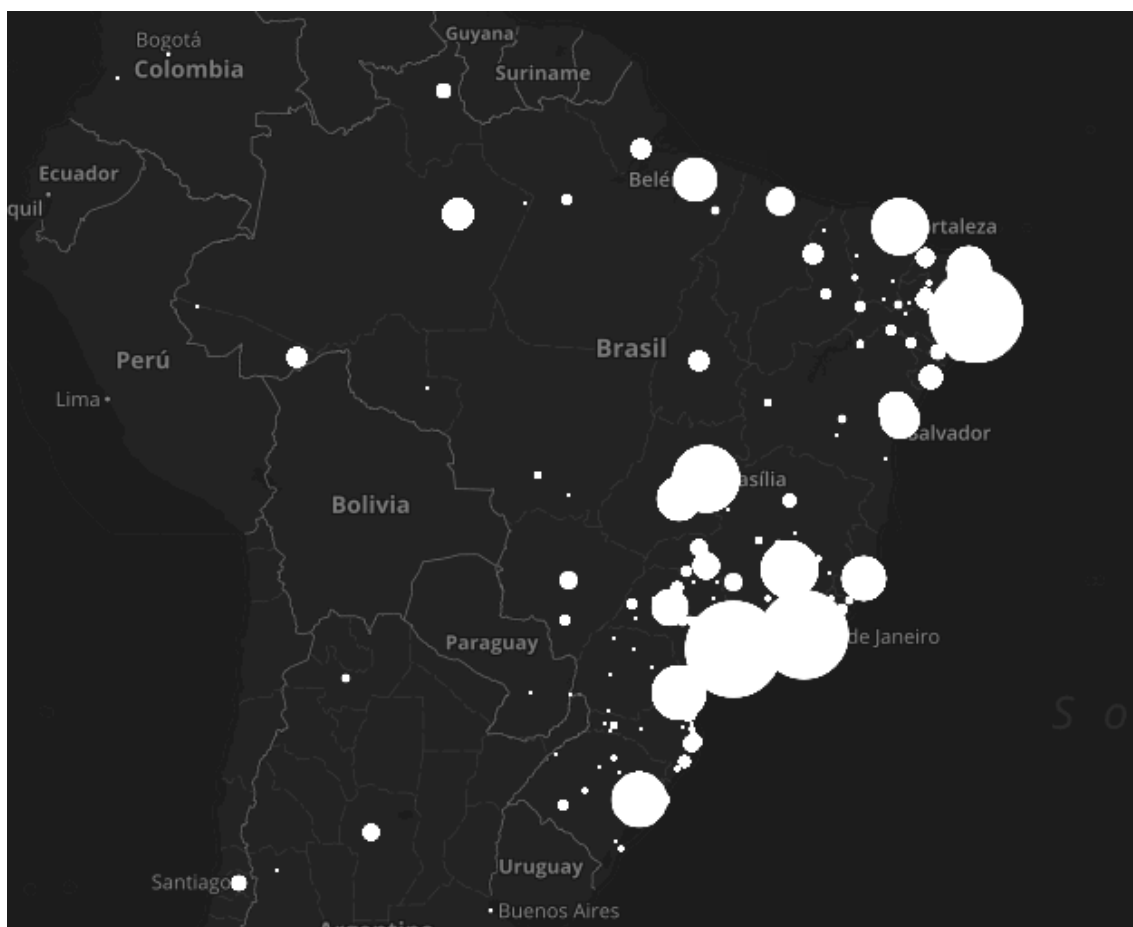 Guyana
Bogotá
Colombia
Suriname
Ecuador
Belé
quil
rtaleza
Brasil
Perú
Lima
alvador
asília
Bolivia
de Janeiro
Paraguay
S o
Uruguay
Santiago
Buenos Aires
Argentina